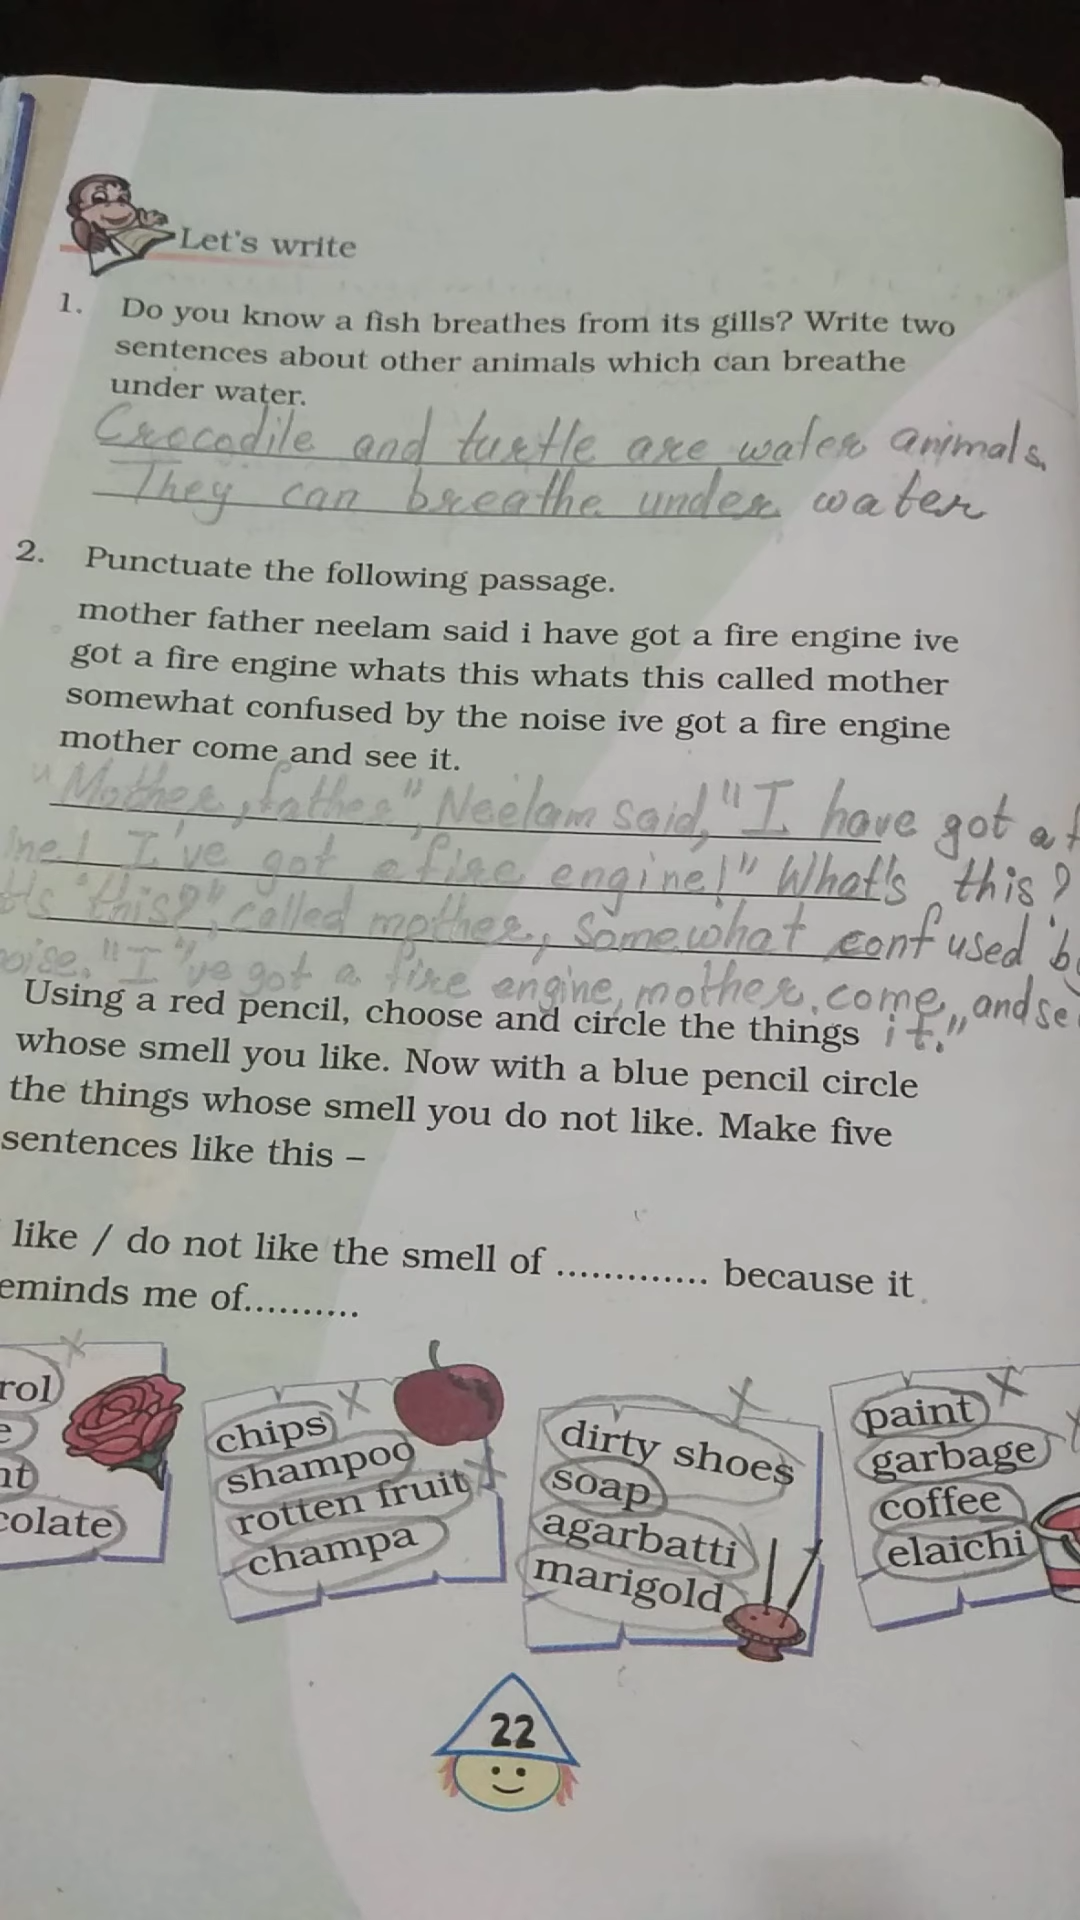 Let's write
1. Do you know a fish breathes from its gills? Write two
sentences about other animals which can breathe
under water.
Crocodile and turtle are water animals.
They can breathe under water
2. Punctuate the following passage.
mother father neelam said i have got a fire engine ive
got a fire engine whats this whats this called mother
somewhat confused by the noise ive got a fire engine
mother come and see it.
"Mother, father", Neelam said, "I have got a f
ine! I've got a fire engine!" What's this?
ts this?", called mother, Somewhat confused b
oise. "I've got a fire engine, mother, come, and se
it."
Using a red pencil, choose and circle the things
whose smell you like. Now with a blue pencil circle
the things whose smell you do not like. Make five
sentences like this –
like / do not like the smell of ............. because it
eminds me of..........
rol
e
nt
colate
chips
shampoo
rotten fruit
champa
dirty shoes
soap
agarbatti
marigold
paint
garbage
coffee
elaichi
22